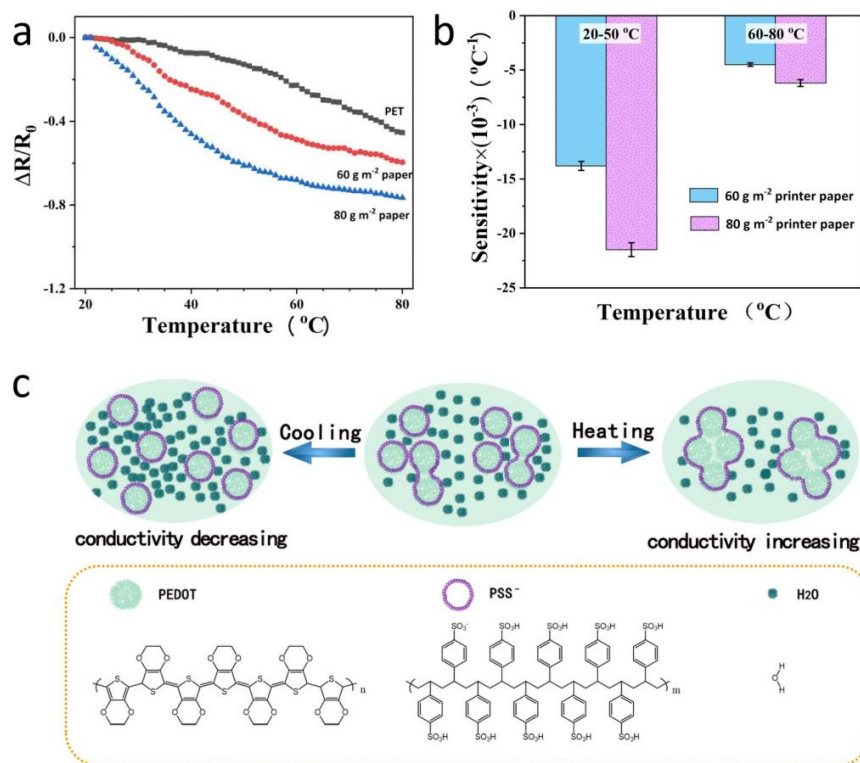 a
0.0
-0.4
-0.8
-1.2
ΔR/R₀
20
40
60
80
Temperature (°C)
PET
60 g m⁻² paper
80 g m⁻² paper
b
0
-5
-10
-15
-20
-25
Sensitivity×(10⁻³) (°C⁻¹)
20-50 °C
60-80 °C
60 g m⁻² printer paper
80 g m⁻² printer paper
Temperature (°C)
c
Cooling
Heating
conductivity decreasing
conductivity increasing
PEDOT
PSS⁻
H2O
O O O O O O
S S S S S S S
O O O O O O O O
n
SO₃⁻ SO₃H SO₃H SO₃H SO₃H
SO₃H SO₃H SO₃H SO₃H SO₃H
m
H
O
H